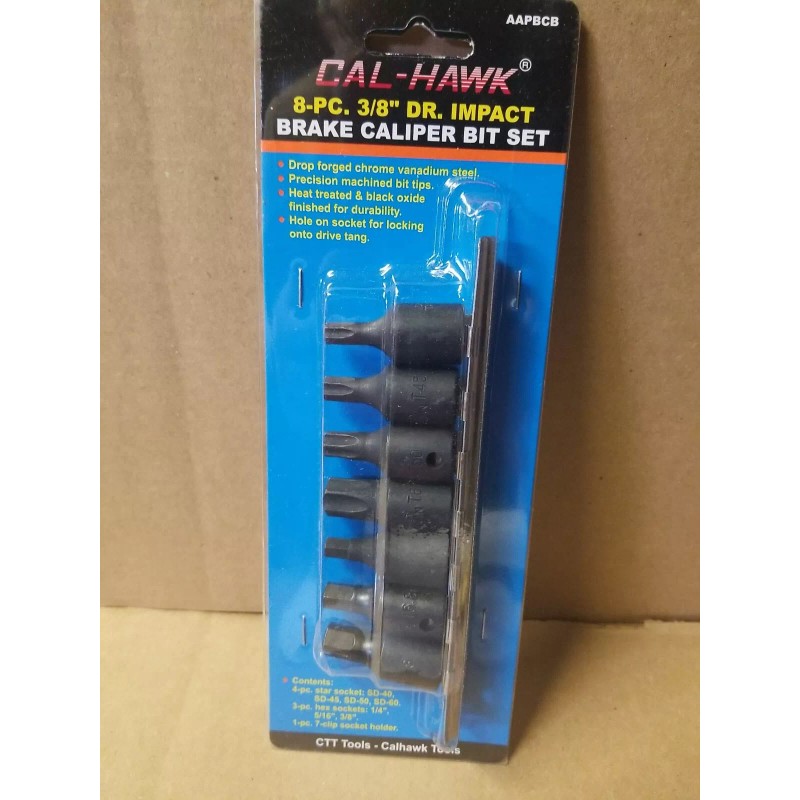 AAPBCB
CAL-HAWK®
8-PC. 3/8" DR. IMPACT
BRAKE CALIPER BIT SET
• Drop forged chrome vanadium steel.
• Precision machined bit tips.
• Heat treated & black oxide
finished for durability.
• Hole on socket for locking
onto drive tang.
• Contents:
4-pc. star socket: SD-40,
SD-45, SD-50, SD-60.
3-pc. hex sockets: 1/4",
5/16", 3/8".
1-pc. 7-clip socket holder.
CTT Tools - Calhawk Tools